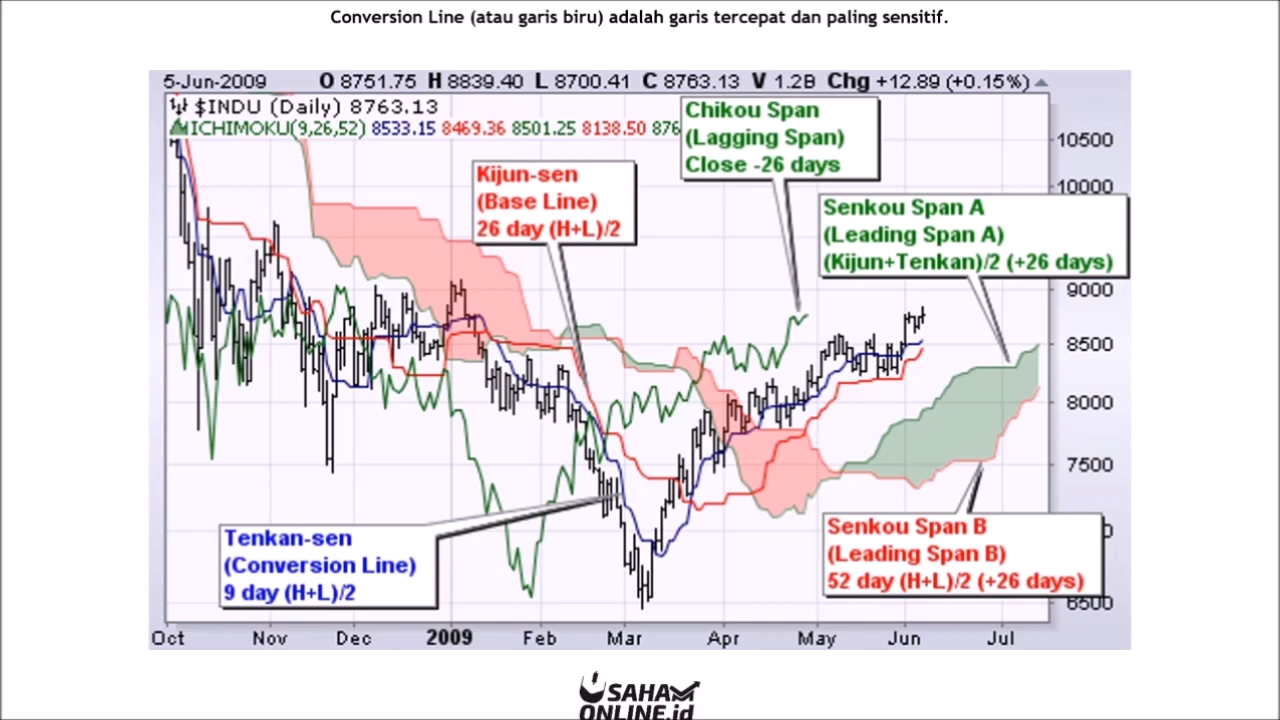 Conversion Line (atau garis biru) adalah garis tercepat dan paling sensitif.
5-Jun-2009 O 8751.75 H 8839.40 L 8700.41 C 8763.13 V 1.2B Chg +12.89 (+0.15%)
$INDU (Daily) 8763.13
ICHIMOKU(9,26,52) 8533.15 8469.36 8501.25 8138.50 876
Chikou Span
(Lagging Span)
Close -26 days
Kijun-sen
(Base Line)
26 day (H+L)/2
Senkou Span A
(Leading Span A)
(Kijun+Tenkan)/2 (+26 days)
10500
10000
9000
8500
8000
7500
Tenkan-sen
(Conversion Line)
9 day (H+L)/2
Senkou Span B
(Leading Span B)
52 day (H+L)/2 (+26 days)
6500
Oct Nov Dec 2009 Feb Mar Apr May Jun Jul
SAHAM
ONLINE.id